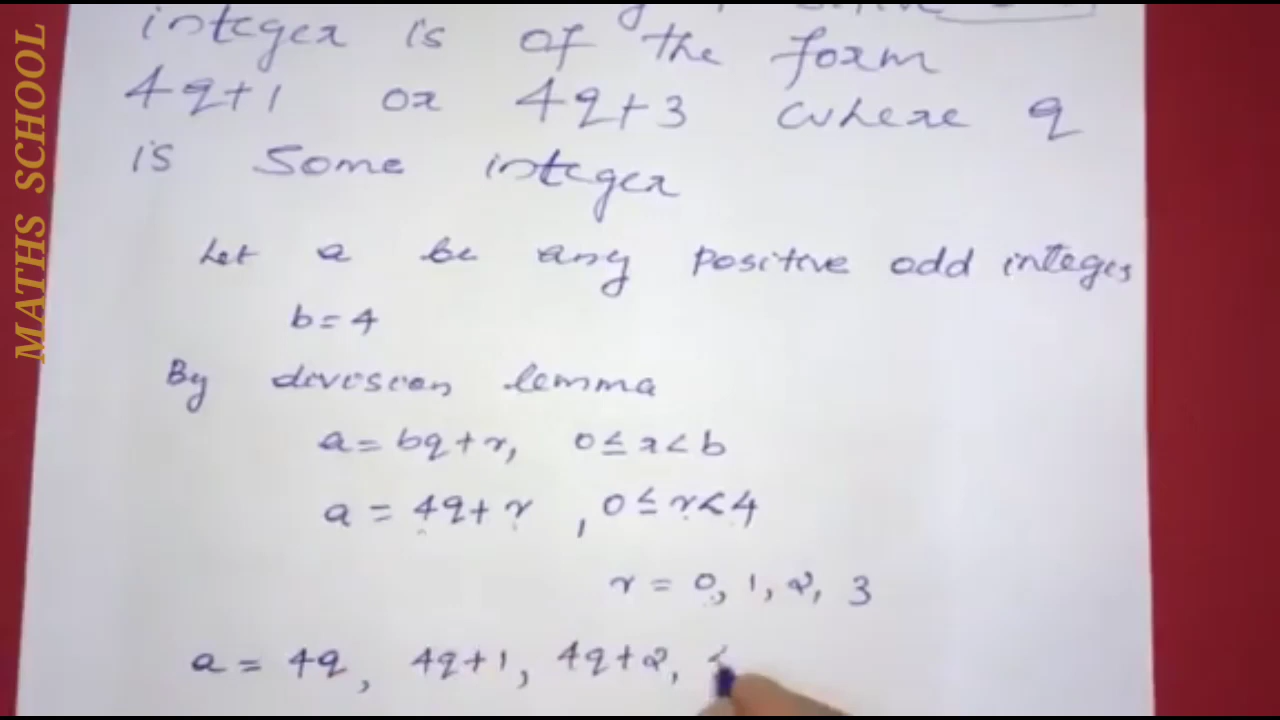 MATHS SCHOOL
integer is of the form
4q+1 or 4q+3 where q
is some integer
Let a be any positive odd integer
b=4
By division lemma
a=bq+r, 0≤r<b
a = 4q+r , 0≤r<4
r = 0, 1, 2, 3
a = 4q, 4q+1, 4q+2,